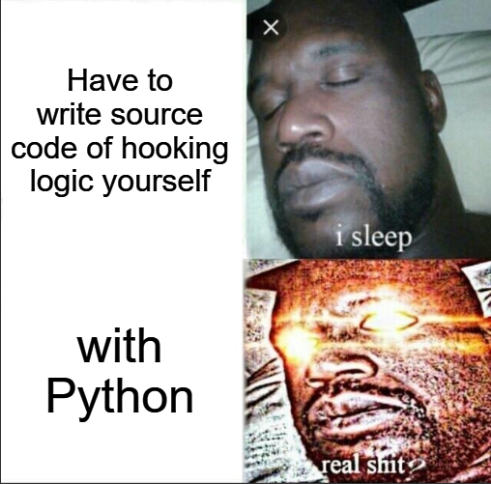 Have to
write source
code of hooking
logic yourself
i sleep
with
Python
real shit?